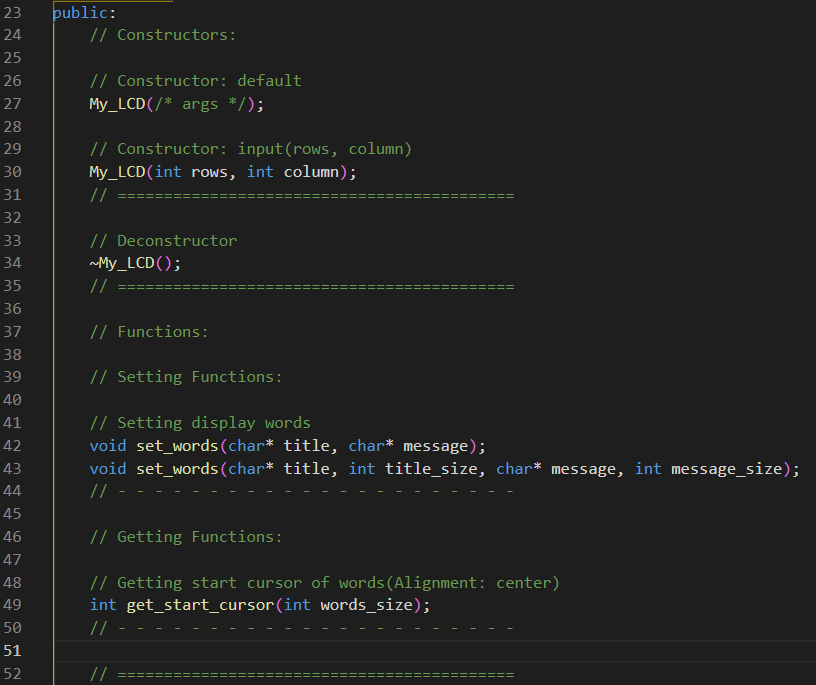 23 public:
24 // Constructors:
25
26 // Constructor: default
27 My_LCD(/* args */);
28
29 // Constructor: input(rows, column)
30 My_LCD(int rows, int column);
31 // ===========================================
32
33 // Deconstructor
34 ~My_LCD();
35 // ===========================================
36
37 // Functions:
38
39 // Setting Functions:
40
41 // Setting display words
42 void set_words(char* title, char* message);
43 void set_words(char* title, int title_size, char* message, int message_size);
44 // - - - - - - - - - - - - - - - - - - - - - -
45
46 // Getting Functions:
47
48 // Getting start cursor of words(Alignment: center)
49 int get_start_cursor(int words_size);
50 // - - - - - - - - - - - - - - - - - - - - - -
51
52 // ===========================================